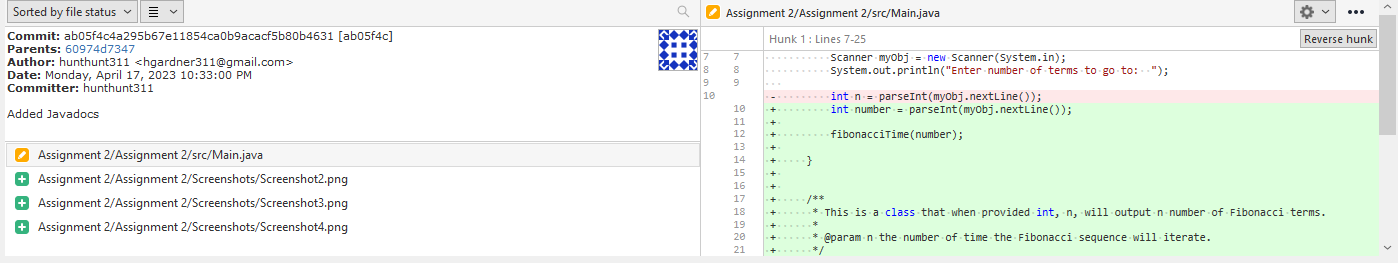 Sorted by file status
Commit: ab05f4c4a295b67e11854ca0b9acacf5b80b4631 [ab05f4c]
Parents: 60974d7347
Author: hunthunt311 <hgardner311@gmail.com>
Date: Monday, April 17, 2023 10:33:00 PM
Committer: hunthunt311
Added Javadocs
Assignment 2/Assignment 2/src/Main.java
Assignment 2/Assignment 2/Screenshots/Screenshot2.png
Assignment 2/Assignment 2/Screenshots/Screenshot3.png
Assignment 2/Assignment 2/Screenshots/Screenshot4.png
Assignment 2/Assignment 2/src/Main.java
Hunk 1 : Lines 7-25 Reverse hunk
7 7 Scanner myObj = new Scanner(System.in);
8 8 System.out.println("Enter number of terms to go to:  ");
9 9
10 - int n = parseInt(myObj.nextLine());
10 + int number = parseInt(myObj.nextLine());
11 +
12 + fibonacciTime(number);
13 +
14 + }
15 +
16 +
17 + /**
18 + * This is a class that when provided int, n, will output n number of Fibonacci terms.
19 + *
20 + * @param n the number of time the Fibonacci sequence will iterate.
21 + */